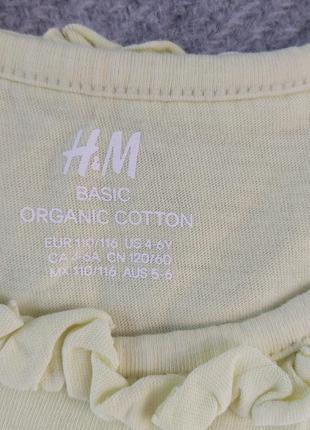 H&M
BASIC
ORGANIC COTTON
EUR 110/116 US 4-6Y
CA 4-6A CN 120/60
MX 110/116 AUS 5-6